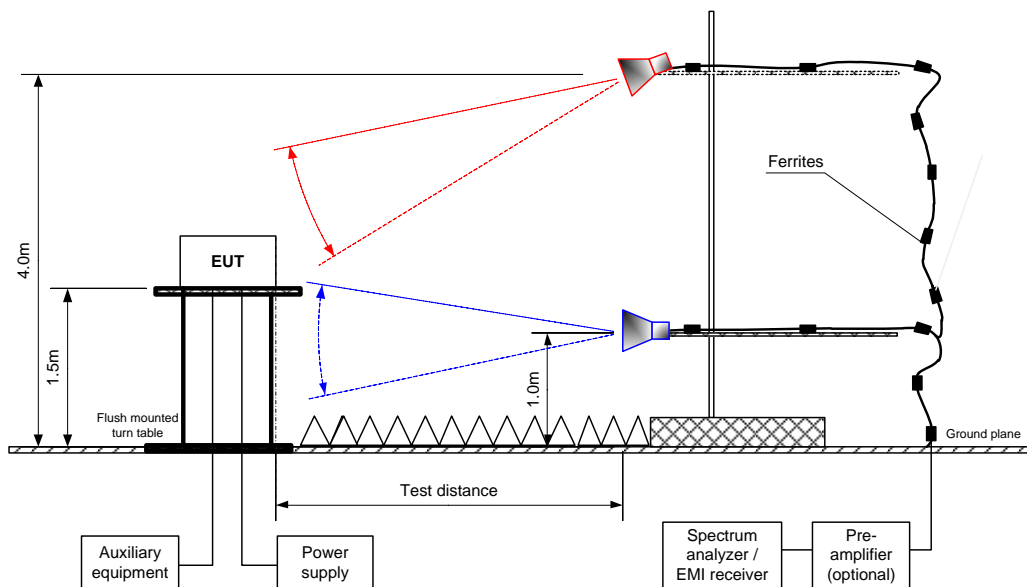 Ferrites
4.0m
EUT
1.5m
1.0m
Flush mounted
turn table
Ground plane
Test distance
Auxiliary
equipment
Power
supply
Spectrum
analyzer /
EMI receiver
Pre-
amplifier
(optional)